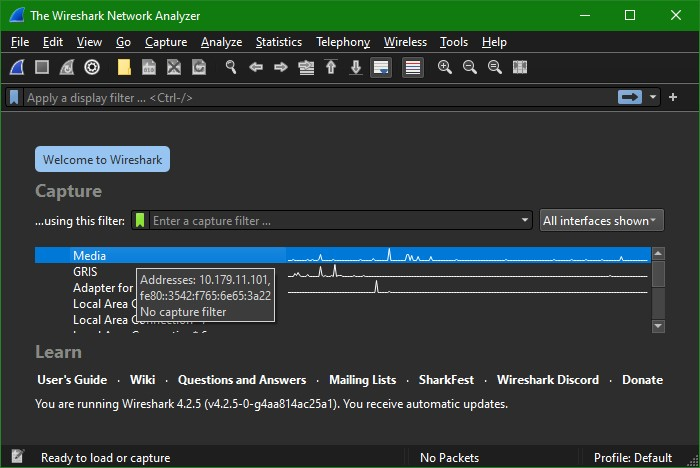 The Wireshark Network Analyzer
File Edit View Go Capture Analyze Statistics Telephony Wireless Tools Help
Apply a display filter ... <Ctrl-/>
Welcome to Wireshark
Capture
...using this filter: Enter a capture filter ... All interfaces shown
Media
GRIS
Adapter for
Local Area C
Local Area Connection
Addresses: 10.179.11.101,
fe80::3542:f765:6e65:3a22
No capture filter
Learn
User's Guide · Wiki · Questions and Answers · Mailing Lists · SharkFest · Wireshark Discord · Donate
You are running Wireshark 4.2.5 (v4.2.5-0-g4aa814ac25a1). You receive automatic updates.
Ready to load or capture No Packets Profile: Default